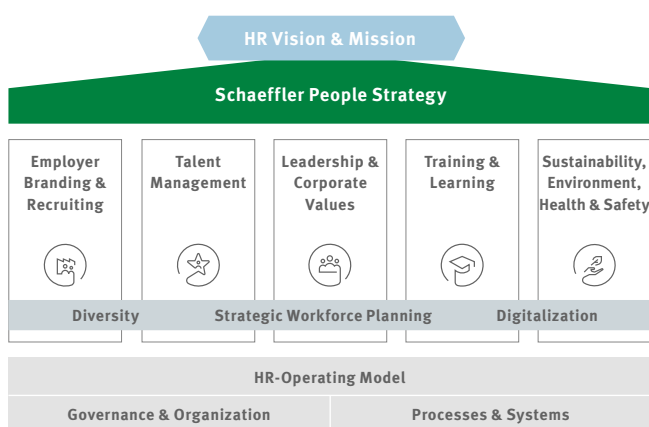 HR Vision & Mission
Schaeffler People Strategy
Employer
Branding &
Recruiting
Talent
Management
Leadership &
Corporate
Values
Training &
Learning
Sustainability,
Environment,
Health & Safety
Diversity
Strategic Workforce Planning
Digitalization
HR-Operating Model
Governance & Organization
Processes & Systems